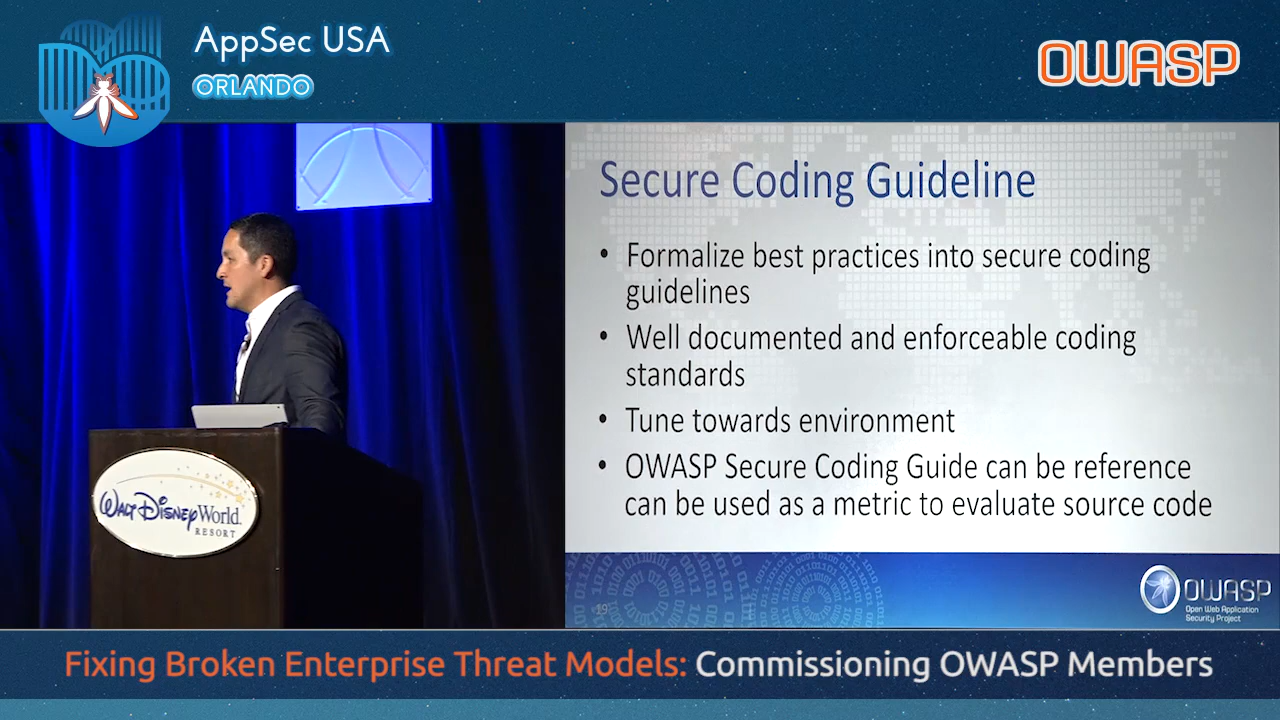 AppSec USA
ORLANDO
OWASP
Secure Coding Guideline
• Formalize best practices into secure coding
guidelines
• Well documented and enforceable coding
standards
• Tune towards environment
• OWASP Secure Coding Guide can be reference
can be used as a metric to evaluate source code
19
OWASP
Open Web Application
Security Project
Walt Disney World.
RESORT
Fixing Broken Enterprise Threat Models: Commissioning OWASP Members